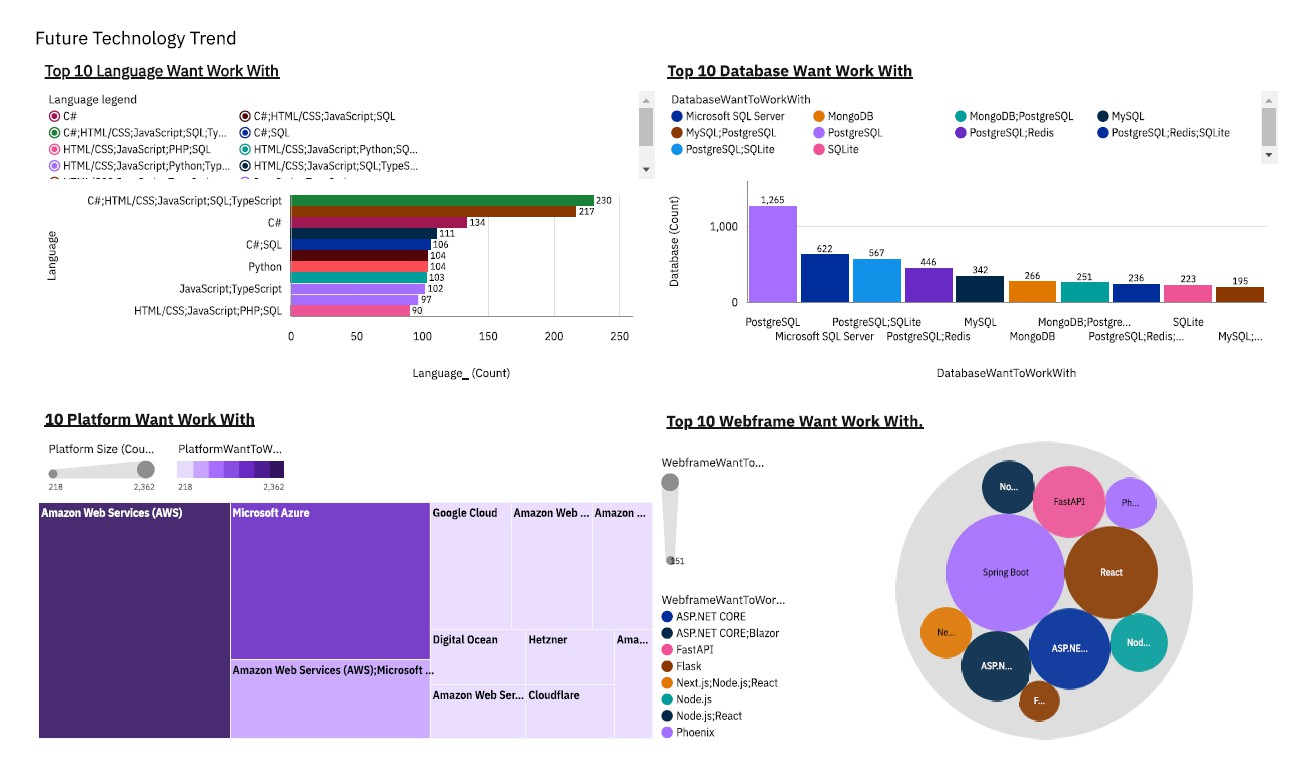 Future Technology Trend
Top 10 Language Want Work With
Language legend
C#
C#;HTML/CSS;JavaScript;SQL
C#;HTML/CSS;JavaScript;SQL;Ty...
C#;SQL
HTML/CSS;JavaScript;PHP;SQL
HTML/CSS;JavaScript;Python;SQ...
HTML/CSS;JavaScript;Python;Typ...
HTML/CSS;JavaScript;SQL;TypeS...
Language
C#;HTML/CSS;JavaScript;SQL;TypeScript
230
217
C#
134
111
C#;SQL
106
104
Python
104
103
JavaScript;TypeScript
102
97
HTML/CSS;JavaScript;PHP;SQL
90
0 50 100 150 200 250
Language_ (Count)
Top 10 Database Want Work With
DatabaseWantToWorkWith
Microsoft SQL Server
MongoDB
MongoDB;PostgreSQL
MySQL
MySQL;PostgreSQL
PostgreSQL
PostgreSQL;Redis
PostgreSQL;Redis;SQLite
PostgreSQL;SQLite
SQLite
Database (Count)
1,000
0
1,265
622
567
446
342
266
251
236
223
195
PostgreSQL
PostgreSQL;SQLite
MySQL
MongoDB;Postgre...
SQLite
Microsoft SQL Server
PostgreSQL;Redis
MongoDB
PostgreSQL;Redis;...
MySQL;...
DatabaseWantToWorkWith
10 Platform Want Work With
Platform Size (Cou...
218
2,362
PlatformWantToW...
218
2,362
Amazon Web Services (AWS)
Microsoft Azure
Google Cloud
Amazon Web ...
Amazon ...
Digital Ocean
Hetzner
Ama...
Amazon Web Services (AWS);Microsoft ...
Amazon Web Ser...
Cloudflare
Top 10 Webframe Want Work With.
WebframeWantTo...
WebframeWantToWor...
ASP.NET CORE
ASP.NET CORE;Blazor
FastAPI
Flask
Next.js;Node.js;React
Node.js
Node.js;React
Phoenix
No...
FastAPI
Ph...
Spring Boot
React
Ne...
ASP.N...
ASP.NE...
Nod...
F...